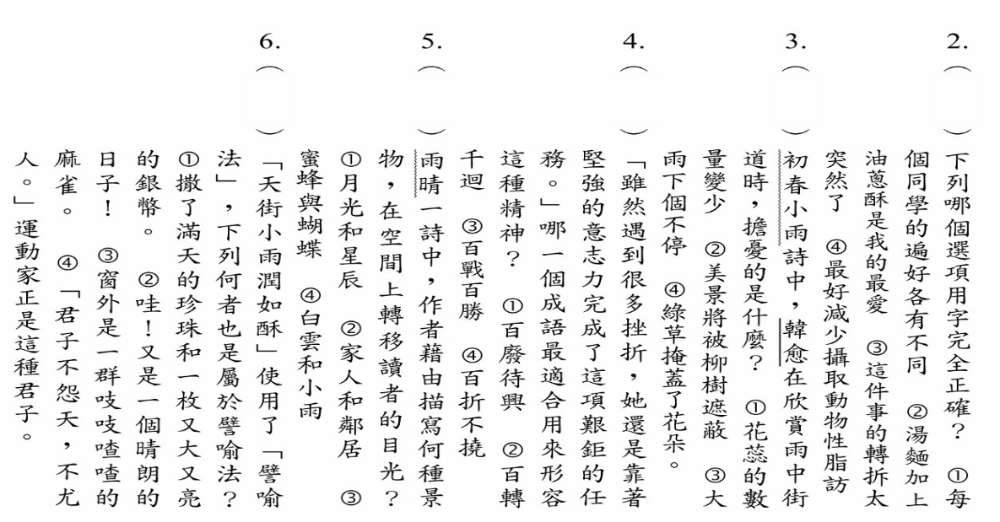 2.（　）下列哪個選項用字完全正確？　①每
個同學的遍好各有不同　②湯麵加上
油蔥酥是我的最愛　③這件事的轉拆太
突然了　④最好減少攝取動物性脂訪
3.（　）初春小雨詩中，韓愈在欣賞雨中街
道時，擔憂的是什麼？　①花蕊的數
量變少　②美景將被柳樹遮蔽　③大
雨下個不停　④綠草掩蓋了花朵。
4.（　）「雖然遇到很多挫折，她還是靠著
堅強的意志力完成了這項艱鉅的任
務。」哪一個成語最適合用來形容
這種精神？　①百廢待興　②百轉
千迴　③百戰百勝　④百折不撓
5.（　）雨晴一詩中，作者藉由描寫何種景
物，在空間上轉移讀者的目光？
①月光和星辰　②家人和鄰居　③
蜜蜂與蝴蝶　④白雲和小雨
6.（　）「天街小雨潤如酥」使用了「譬喻
法」，下列何者也是屬於譬喻法？
①撒了滿天的珍珠和一枚又大又亮
的銀幣。　②哇！又是一個晴朗的
日子！　③窗外是一群吱吱喳喳的
麻雀。　④「君子不怨天，不尤
人。」運動家正是這種君子。